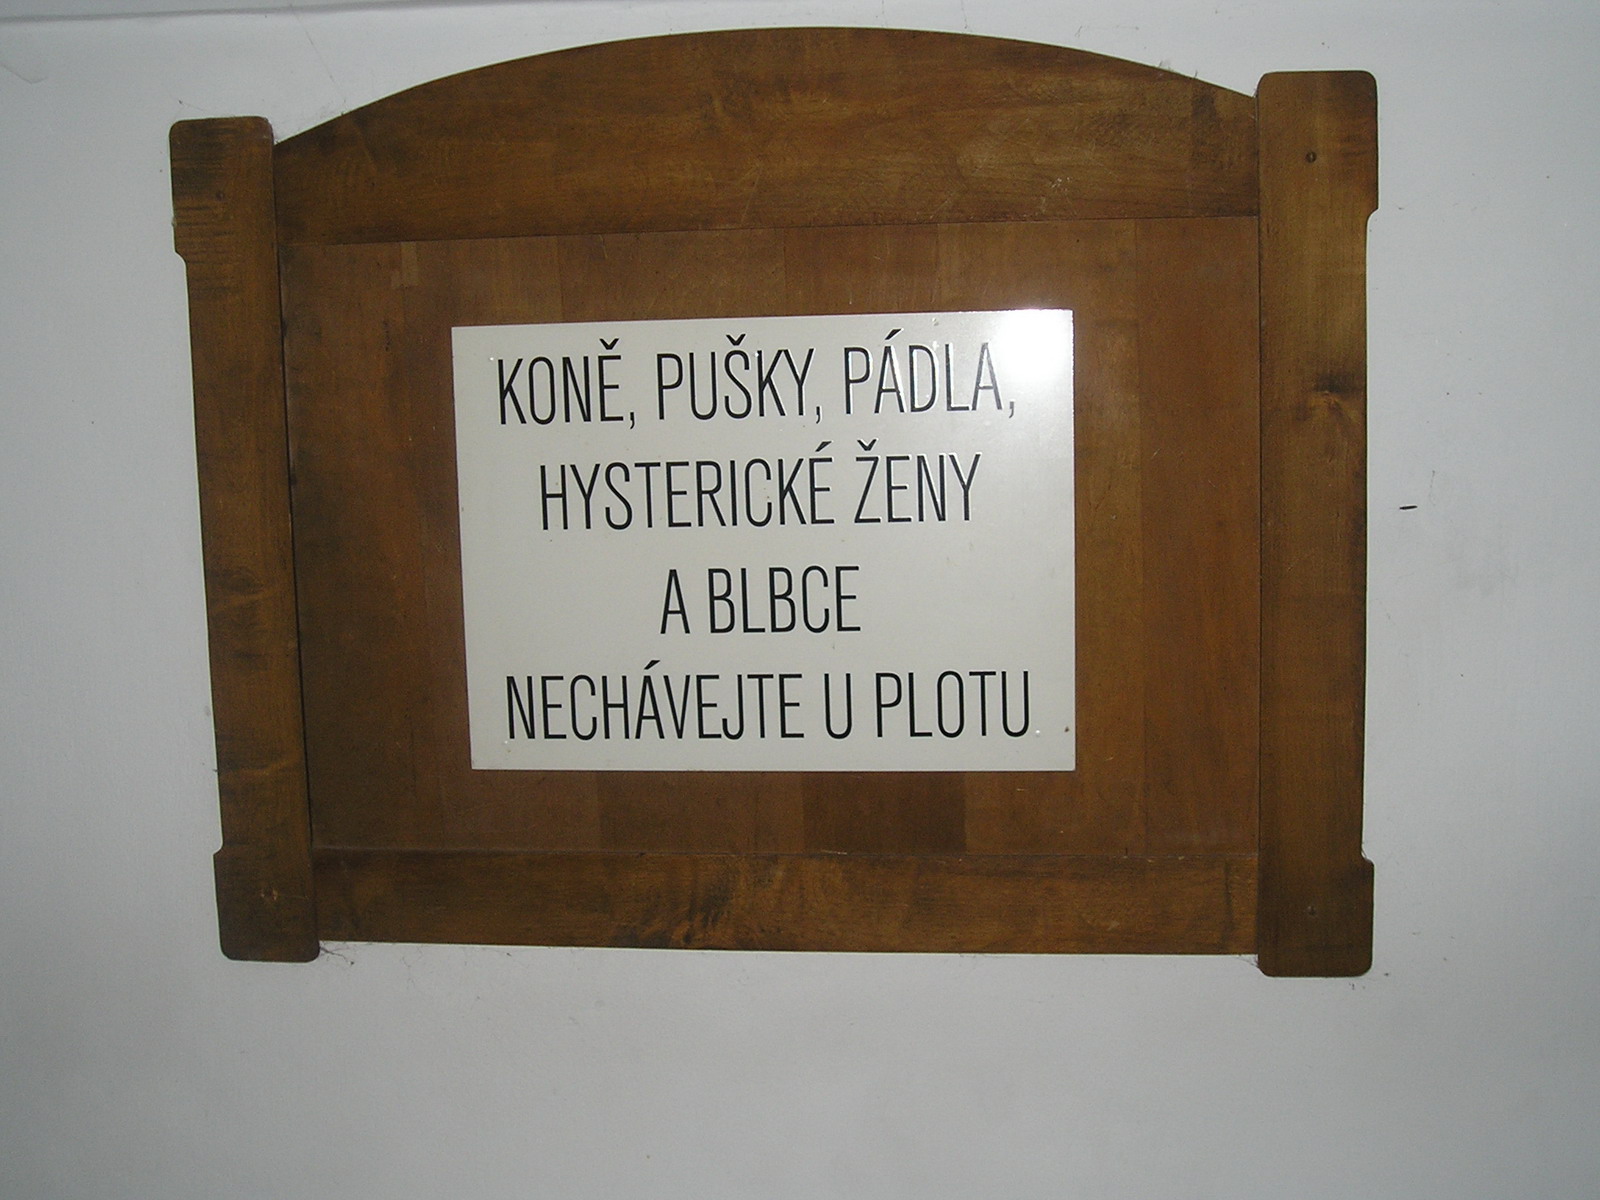 KONĚ, PUŠKY, PÁDLA,
HYSTERICKÉ ŽENY
A BLBCE
NECHÁVEJTE U PLOTU